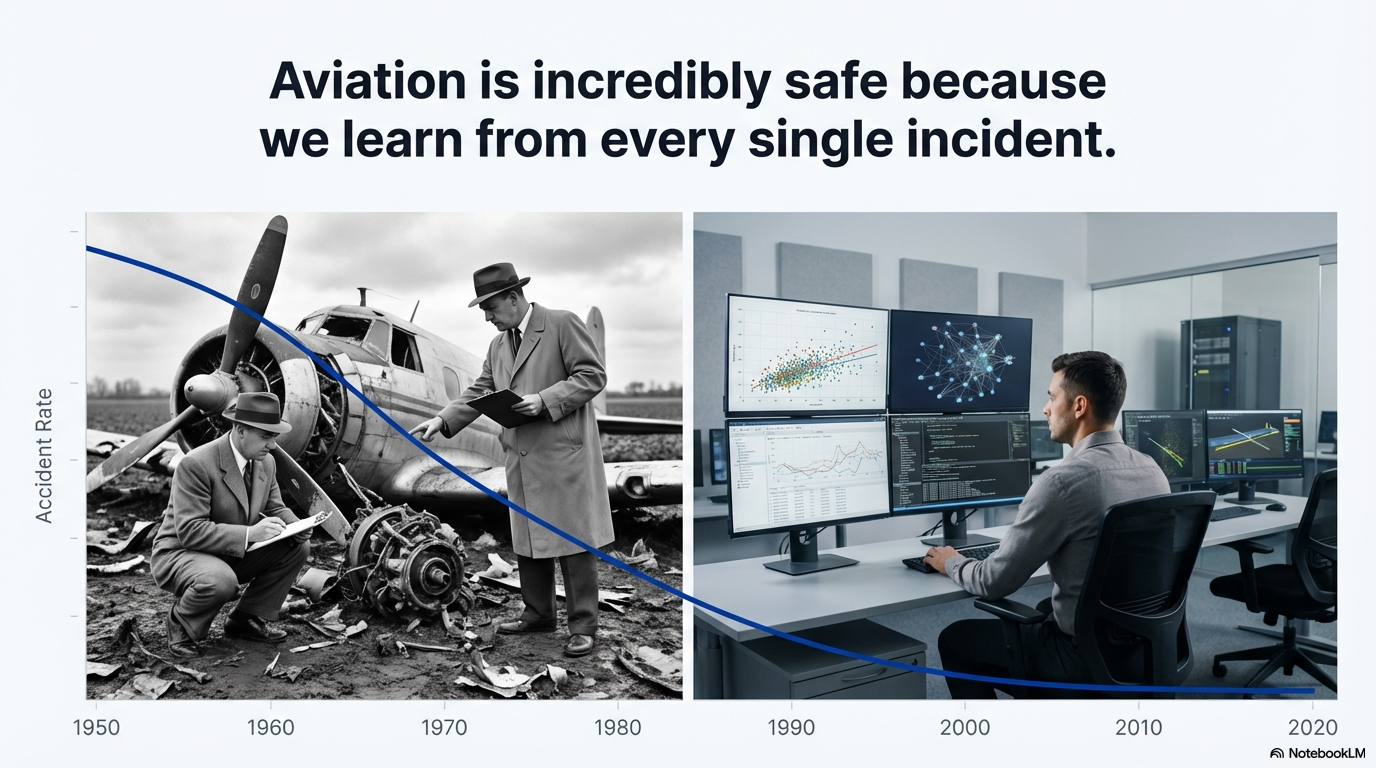 Aviation is incredibly safe because
we learn from every single incident.
Accident Rate
1950 1960 1970 1980 1990 2000 2010 2020
NotebookLM